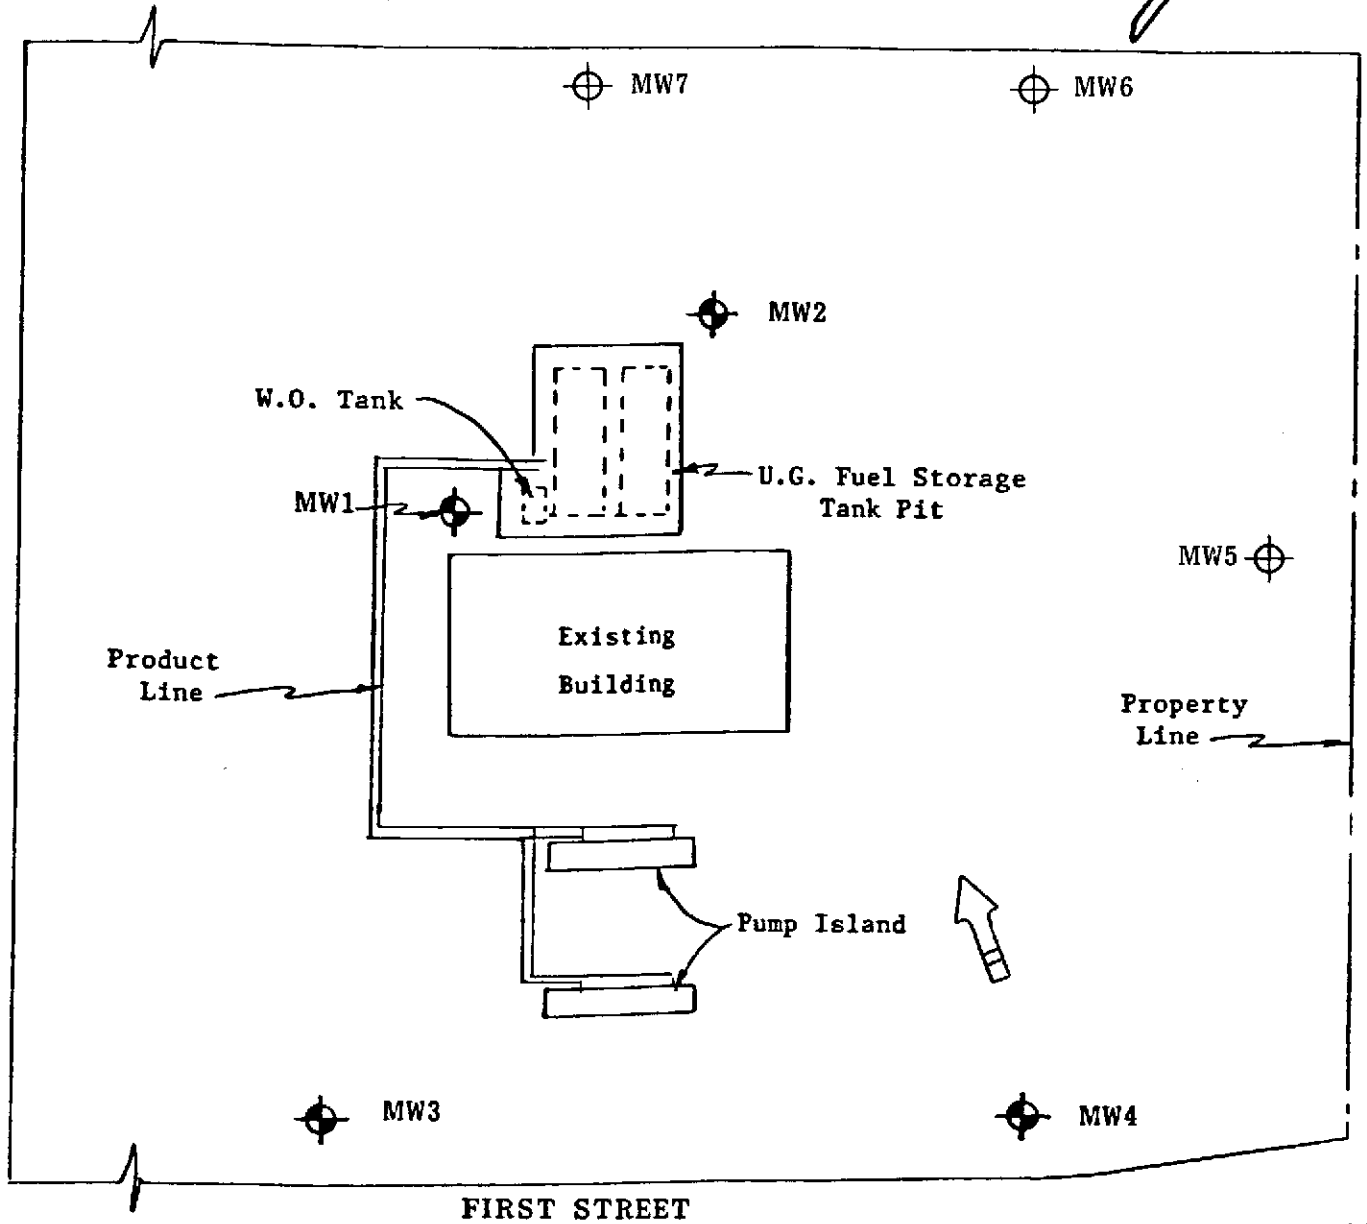 MW7
MW6
MW2
W.O. Tank
U.G. Fuel Storage
Tank Pit
MW1
MW5
Existing
Building
Product
Line
Property
Line
Pump Island
MW3
MW4
FIRST STREET